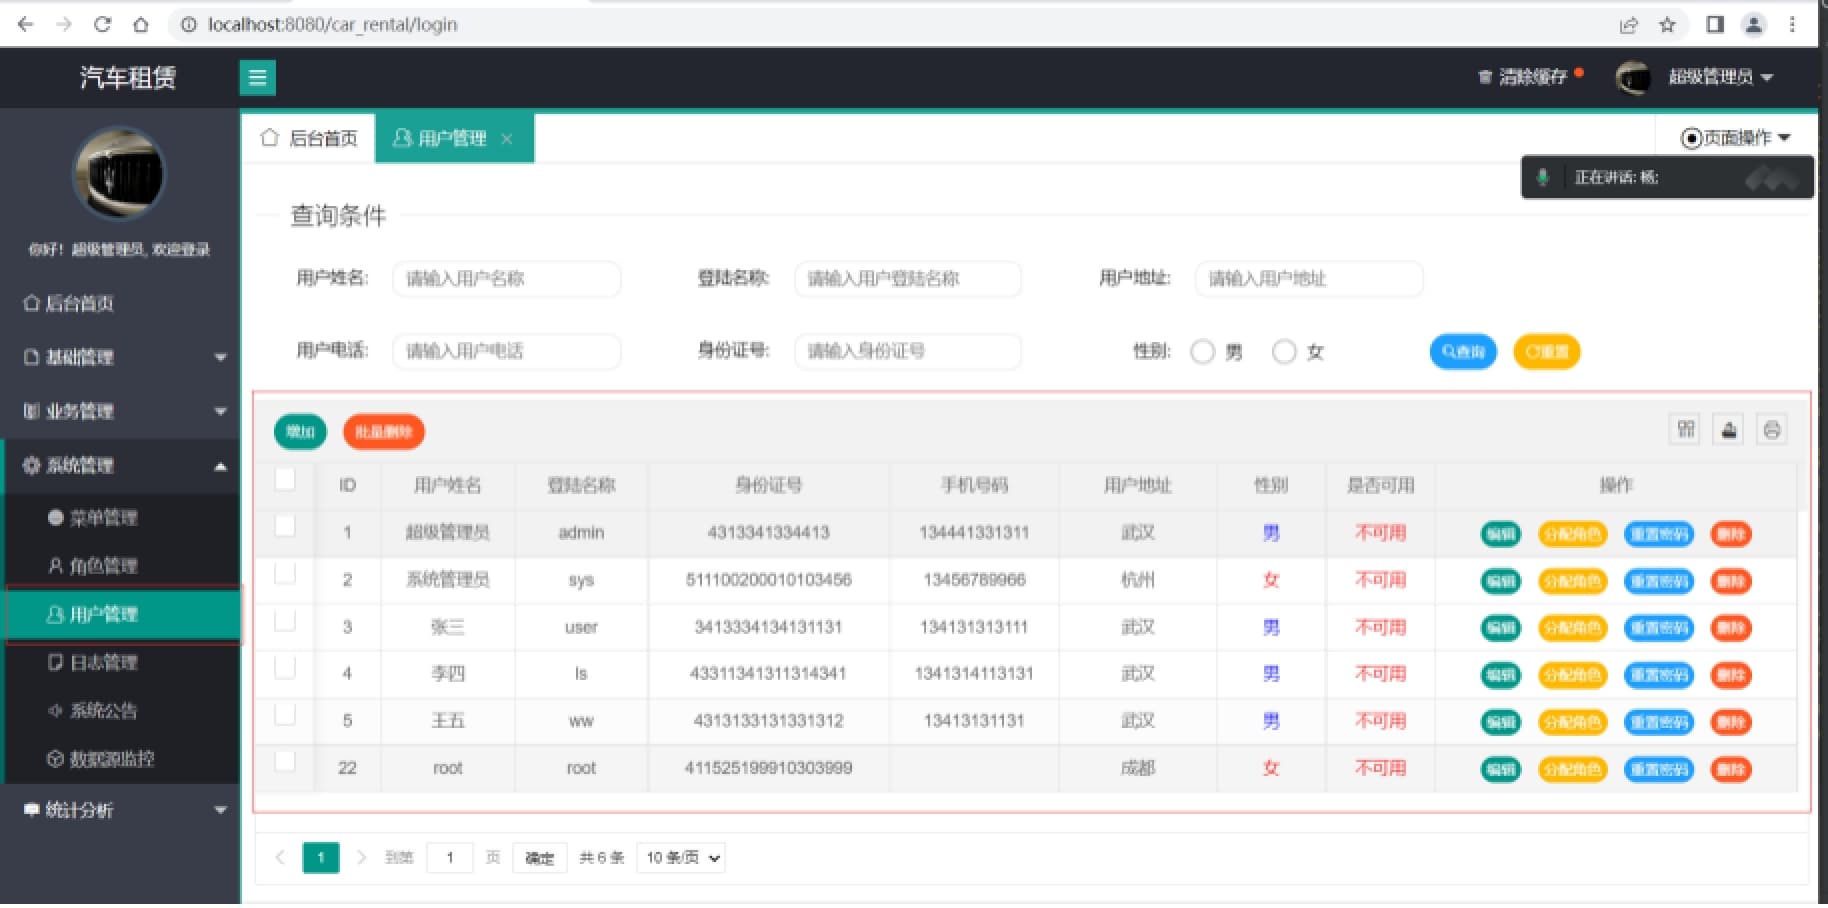 localhost:8080/car_rental/login
汽车租赁
清除缓存
超级管理员
后台首页
用户管理
页面操作
正在讲话: 杨;
你好！超级管理员, 欢迎登录
后台首页
基础管理
业务管理
系统管理
菜单管理
角色管理
用户管理
日志管理
系统公告
数据源监控
统计分析
查询条件
用户姓名: 请输入用户名称 登陆名称: 请输入用户登陆名称 用户地址: 请输入用户地址
用户电话: 请输入用户电话 身份证号: 请输入身份证号 性别: 男 女 查询 重置
增加 批量删除
ID 用户姓名 登陆名称 身份证号 手机号码 用户地址 性别 是否可用 操作
1 超级管理员 admin 4313341334413 134441331311 武汉 男 不可用 编辑 分配角色 重置密码 删除
2 系统管理员 sys 511100200010103456 13456789966 杭州 女 不可用 编辑 分配角色 重置密码 删除
3 张三 user 3413334134131131 134131313111 武汉 男 不可用 编辑 分配角色 重置密码 删除
4 李四 ls 43311341311314341 134131411313​1 武汉 男 不可用 编辑 分配角色 重置密码 删除
5 王五 ww 4313133131331312 13413131131 武汉 男 不可用 编辑 分配角色 重置密码 删除
22 root root 411525199910303999 成都 女 不可用 编辑 分配角色 重置密码 删除
1 到第 1 页 确定 共 6 条 10 条/页